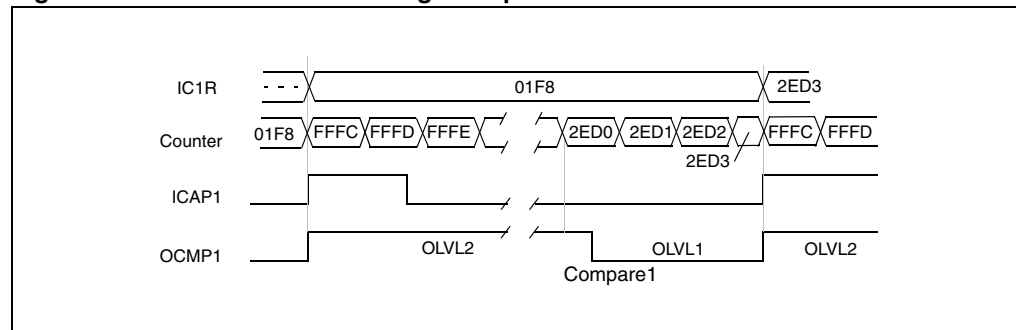 IC1R - - - 01F8 2ED3
Counter 01F8 FFFC FFFD FFFE 2ED0 2ED1 2ED2 FFFC FFFD
2ED3
ICAP1
OCMP1 OLVL2 OLVL1 OLVL2
Compare1